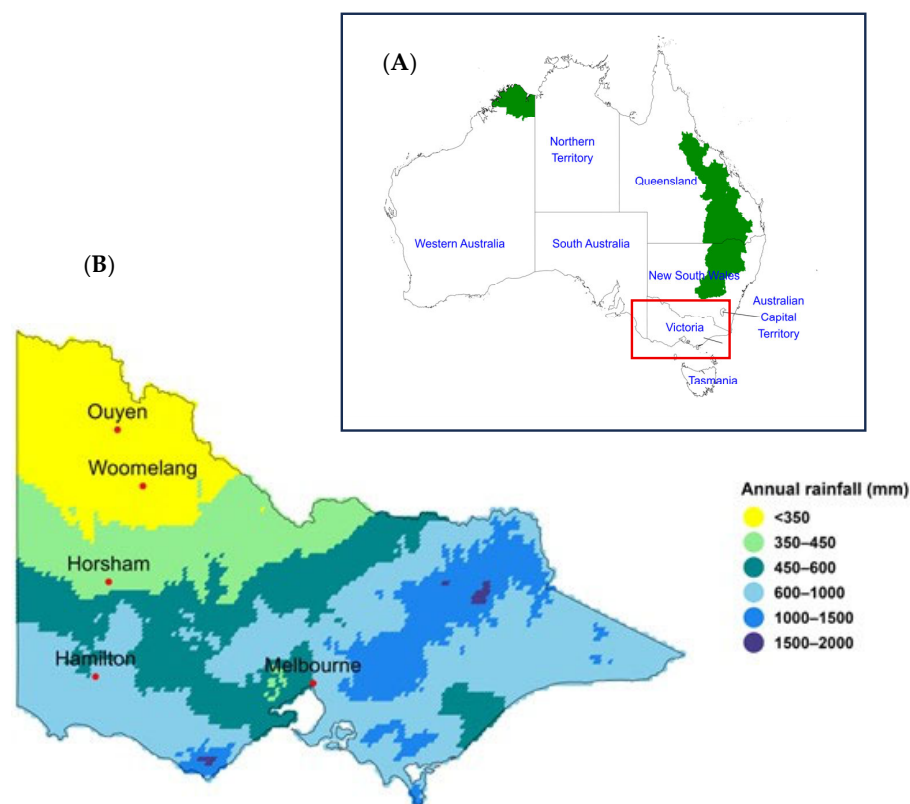 (A)
Northern
Territory
Queensland
Western Australia
South Australia
New South Wales
Australian
Capital
Territory
Victoria
Tasmania
(B)
Ouyen
Woomelang
Horsham
Hamilton
Melbourne
Annual rainfall (mm)
<350
350–450
450–600
600–1000
1000–1500
1500–2000